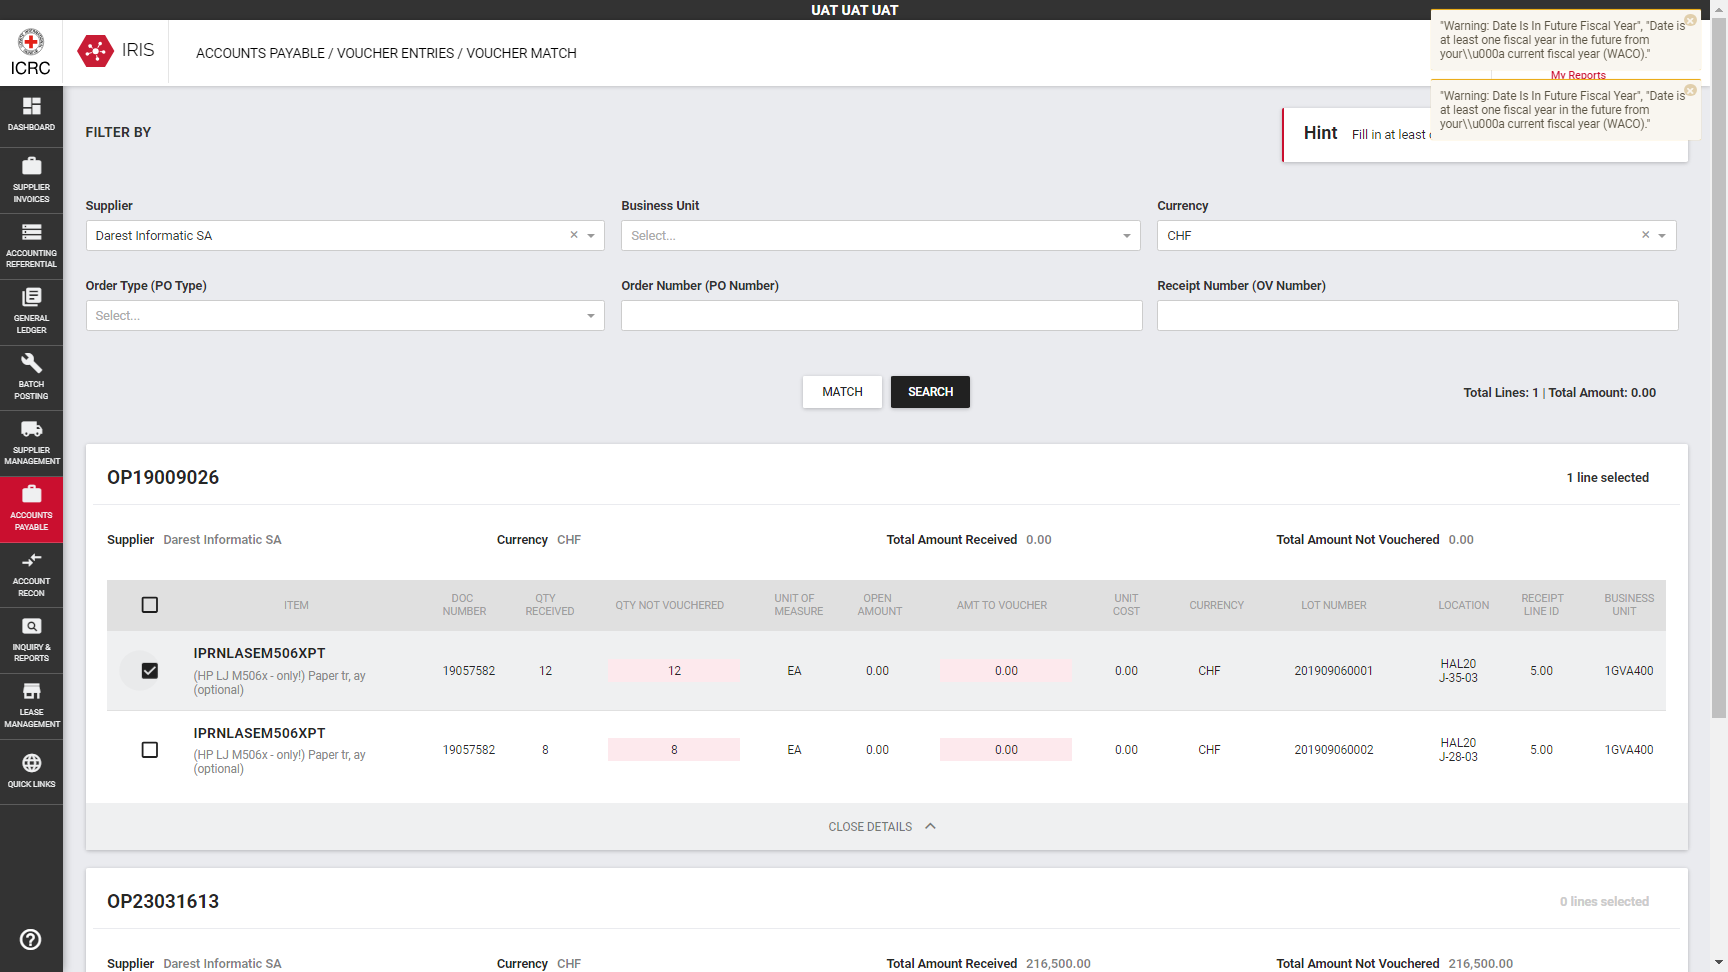 UAT UAT UAT
ICRC
IRIS
ACCOUNTS PAYABLE / VOUCHER ENTRIES / VOUCHER MATCH
"Warning: Date Is In Future Fiscal Year", "Date is
at least one fiscal year in the future from
your\\u000a current fiscal year (WACO)."
My Reports
"Warning: Date Is In Future Fiscal Year", "Date is
at least one fiscal year in the future from
your\\u000a current fiscal year (WACO)."
DASHBOARD
SUPPLIER
INVOICES
ACCOUNTING
REFERENTIAL
GENERAL
LEDGER
BATCH
POSTING
SUPPLIER
MANAGEMENT
ACCOUNTS
PAYABLE
ACCOUNT
RECON
INQUIRY &
REPORTS
LEASE
MANAGEMENT
QUICK LINKS
FILTER BY
Hint Fill in at least
Supplier Business Unit Currency
Darest Informatic SA Select... CHF
Order Type (PO Type) Order Number (PO Number) Receipt Number (OV Number)
Select...
MATCH SEARCH Total Lines: 1 | Total Amount: 0.00
OP19009026 1 line selected
Supplier Darest Informatic SA Currency CHF Total Amount Received 0.00 Total Amount Not Vouchered 0.00
ITEM DOC NUMBER QTY RECEIVED QTY NOT VOUCHERED UNIT OF MEASURE OPEN AMOUNT AMT TO VOUCHER UNIT COST CURRENCY LOT NUMBER LOCATION RECEIPT LINE ID BUSINESS UNIT
IPRNLASEM506XPT
(HP LJ M506x - only!) Paper tr, ay
(optional)
19057582 12 12 EA 0.00 0.00 0.00 CHF 201909060001 HAL20 J-35-03 5.00 1GVA400
IPRNLASEM506XPT
(HP LJ M506x - only!) Paper tr, ay
(optional)
19057582 8 8 EA 0.00 0.00 0.00 CHF 201909060002 HAL20 J-28-03 5.00 1GVA400
CLOSE DETAILS
OP23031613 0 lines selected
Supplier Darest Informatic SA Currency CHF Total Amount Received 216,500.00 Total Amount Not Vouchered 216,500.00